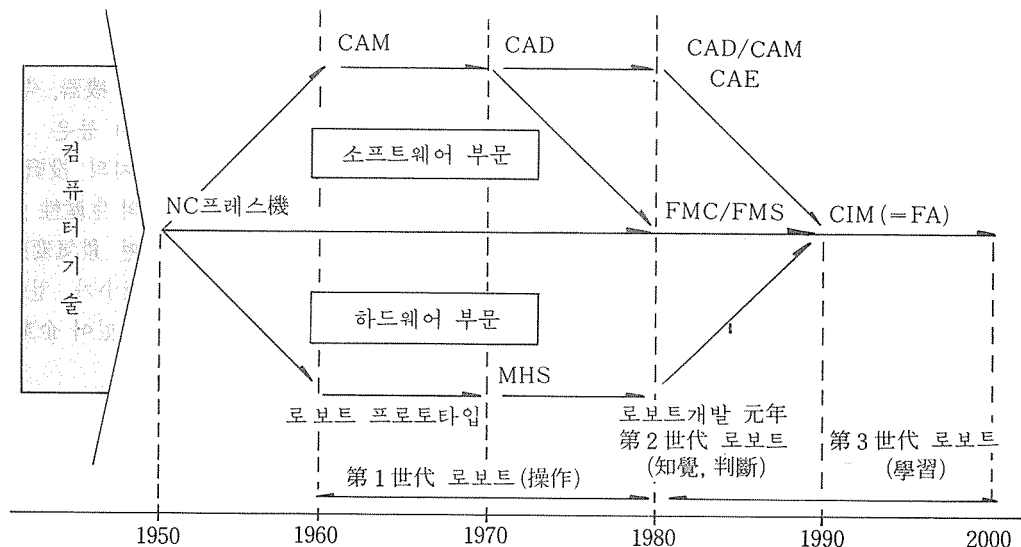 CAM
CAD
CAD/CAM
CAE
컴퓨터기술
소프트웨어 부문
NC프레스機
FMC/FMS
CIM(=FA)
하드웨어 부문
MHS
로보트 프로토타입
로보트개발 元年
第2世代 로보트
(知覺, 判斷)
第3世代 로보트
(學習)
第1世代 로보트(操作)
1950
1960
1970
1980
1990
2000